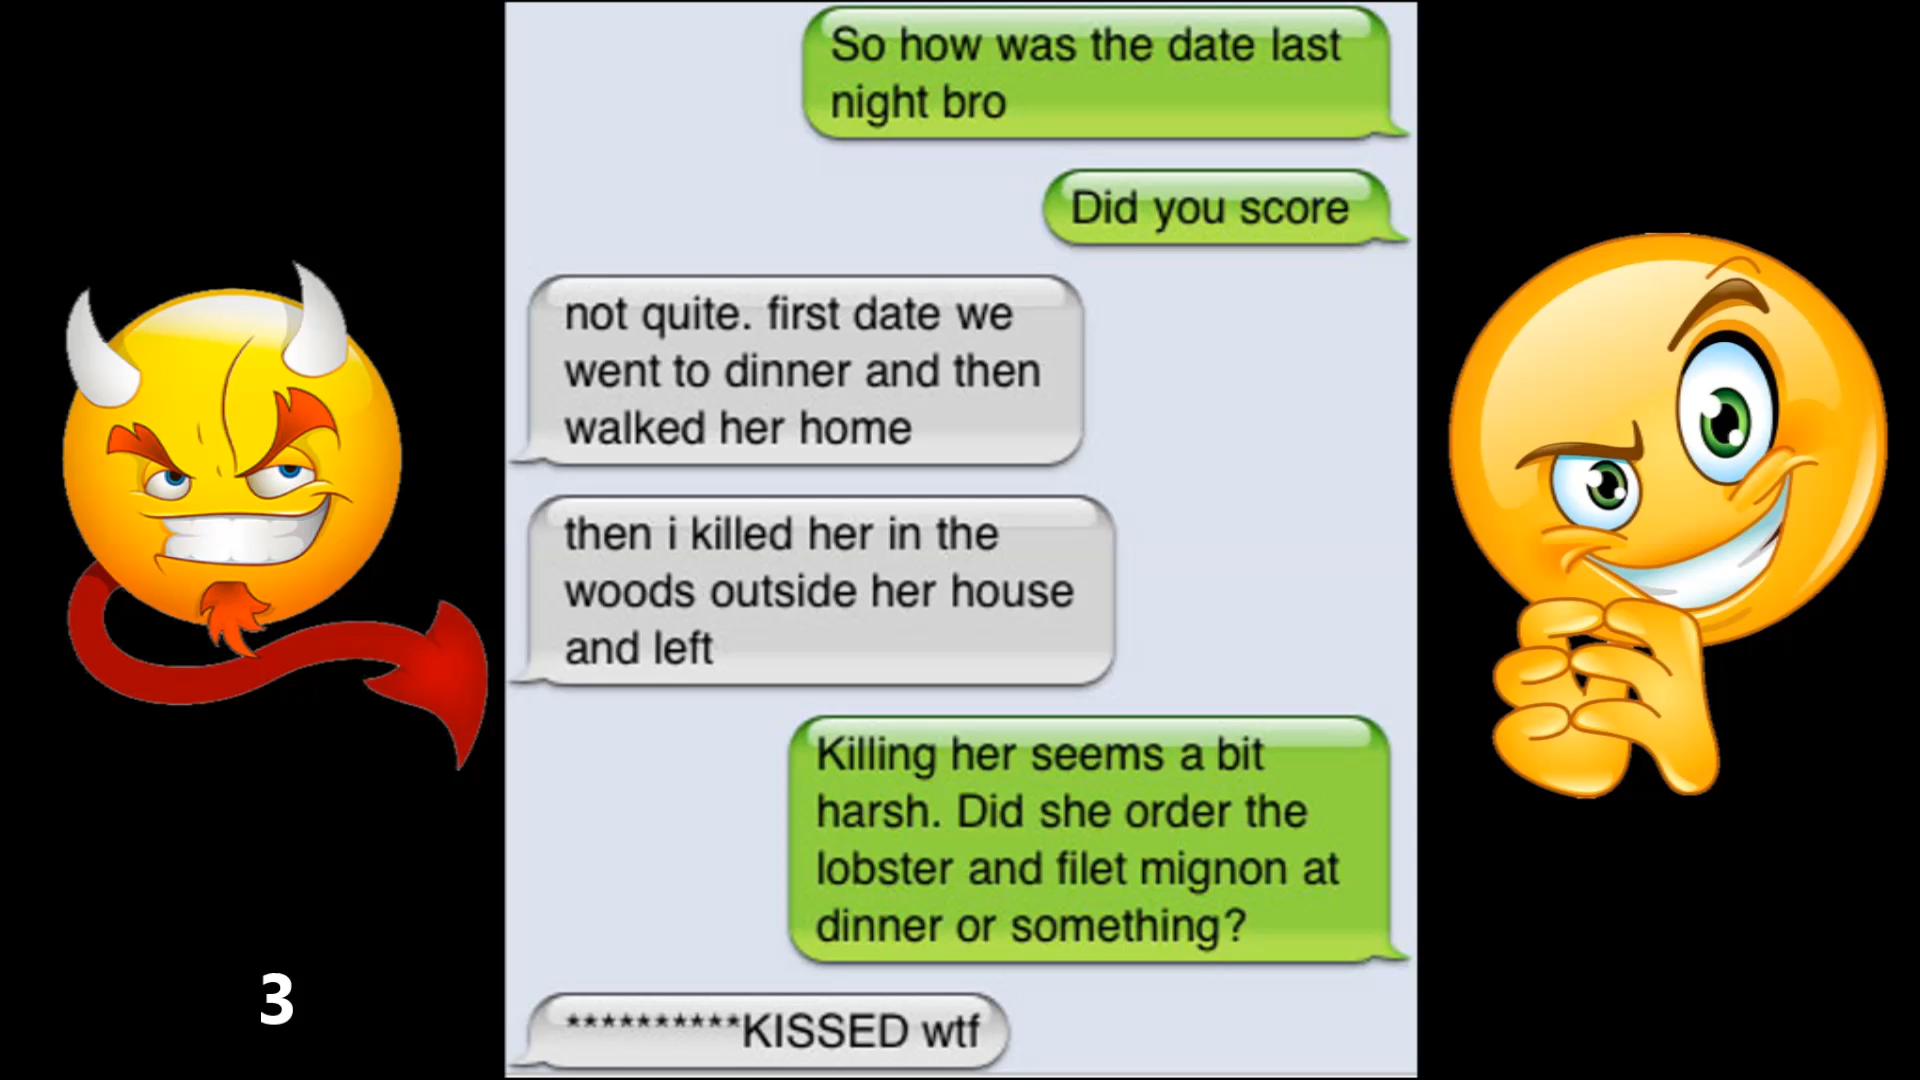 So how was the date last
night bro
Did you score
not quite. first date we
went to dinner and then
walked her home
then i killed her in the
woods outside her house
and left
Killing her seems a bit
harsh. Did she order the
lobster and filet mignon at
dinner or something?
**********KISSED wtf
3